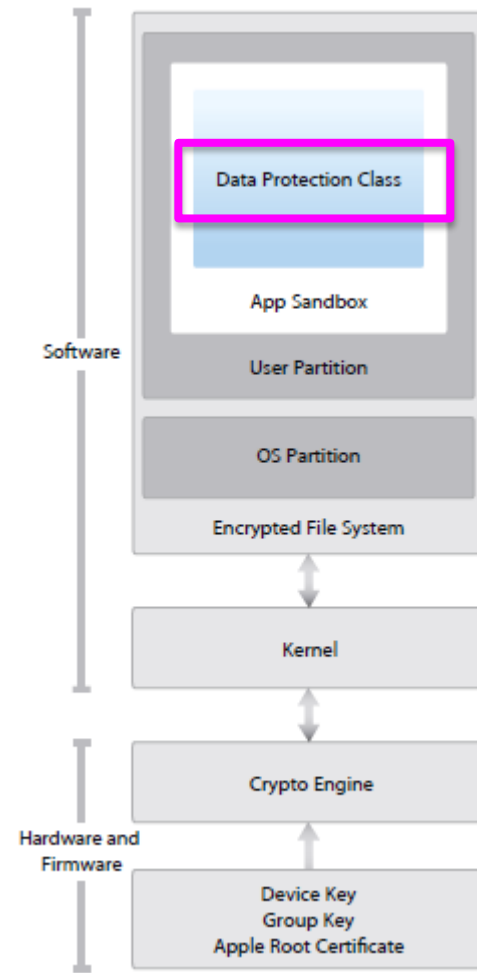 Data Protection Class
App Sandbox
Software
User Partition
OS Partition
Encrypted File System
Kernel
Crypto Engine
Hardware and
Firmware
Device Key
Group Key
Apple Root Certificate